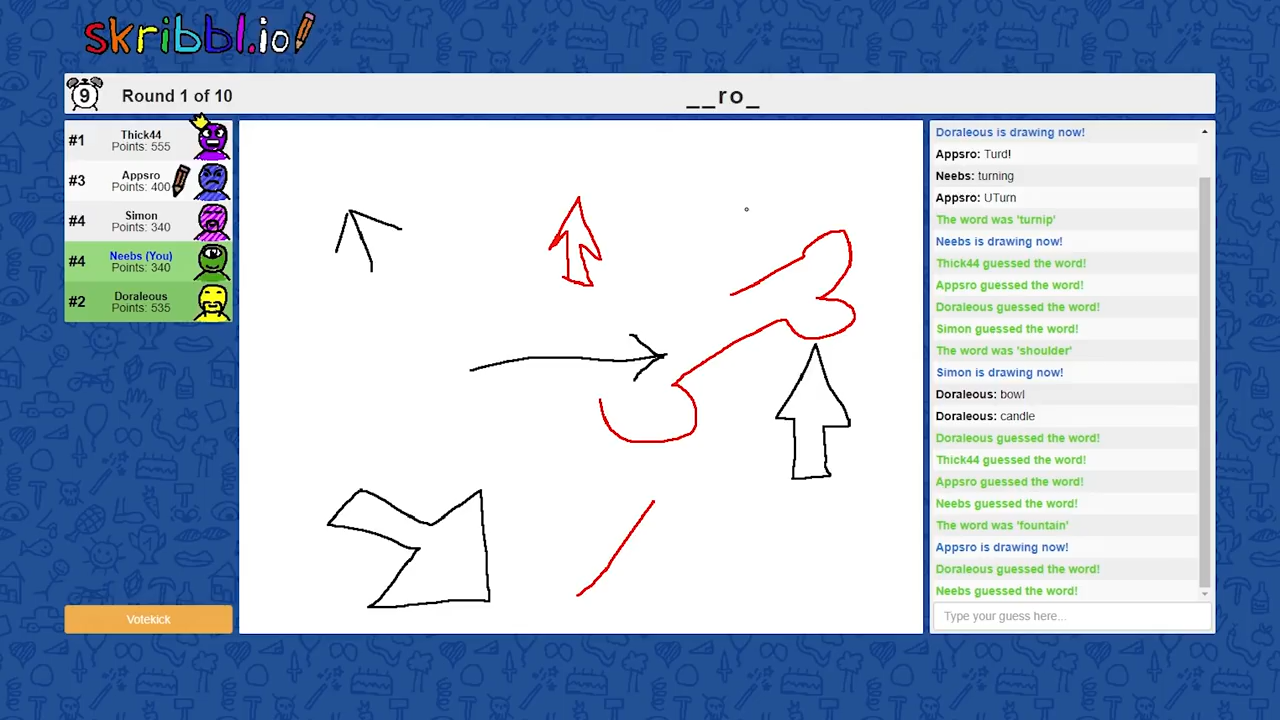 skribbl.io
9
Round 1 of 10
__ro_
#1
Thick44
Points: 555
#3
Appsro
Points: 400
#4
Simon
Points: 340
#4
Neebs (You)
Points: 340
#2
Doraleous
Points: 535
Votekick
Doraleous is drawing now!
Appsro: Turd!
Neebs: turning
Appsro: UTurn
The word was 'turnip'
Neebs is drawing now!
Thick44 guessed the word!
Appsro guessed the word!
Doraleous guessed the word!
Simon guessed the word!
The word was 'shoulder'
Simon is drawing now!
Doraleous: bowl
Doraleous: candle
Doraleous guessed the word!
Thick44 guessed the word!
Appsro guessed the word!
Neebs guessed the word!
The word was 'fountain'
Appsro is drawing now!
Doraleous guessed the word!
Neebs guessed the word!
Type your guess here...